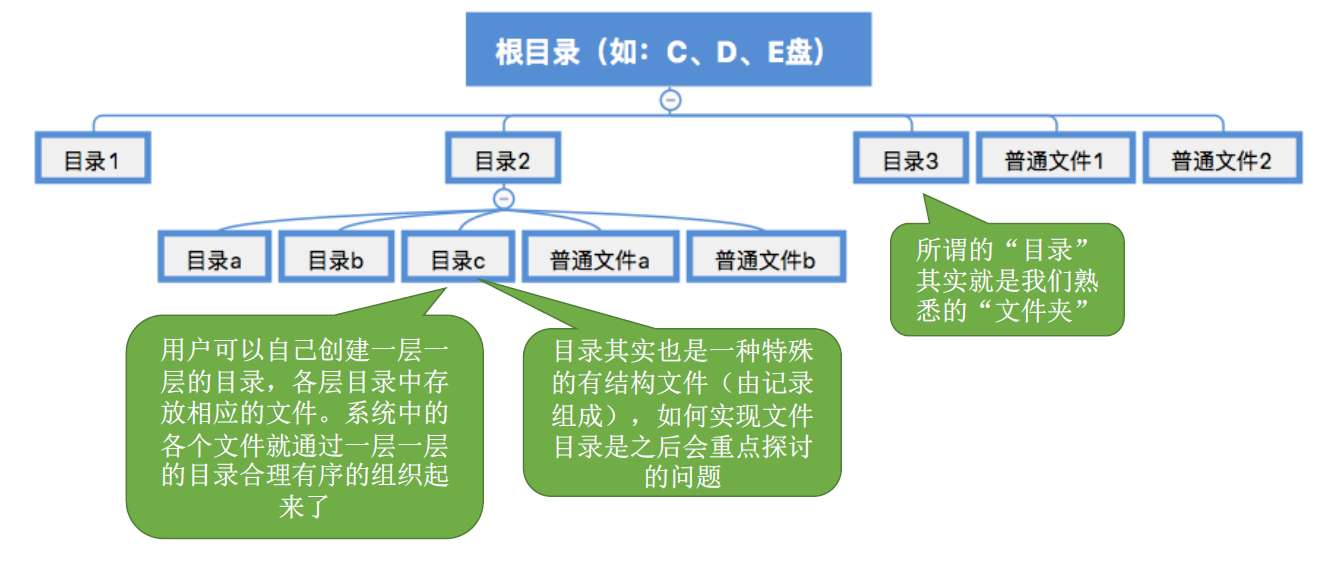 根目录（如：C、D、E盘）
目录1
目录2
目录3
普通文件1
普通文件2
目录a
目录b
目录c
普通文件a
普通文件b
所谓的“目录”
其实就是我们熟
悉的“文件夹”
用户可以自己创建一层一
层的目录，各层目录中存
放相应的文件。系统中的
各个文件就通过一层一层
的目录合理有序的组织起
来了
目录其实也是一种特殊
的有结构文件（由记录
组成），如何实现文件
目录是之后会重点探讨
的问题